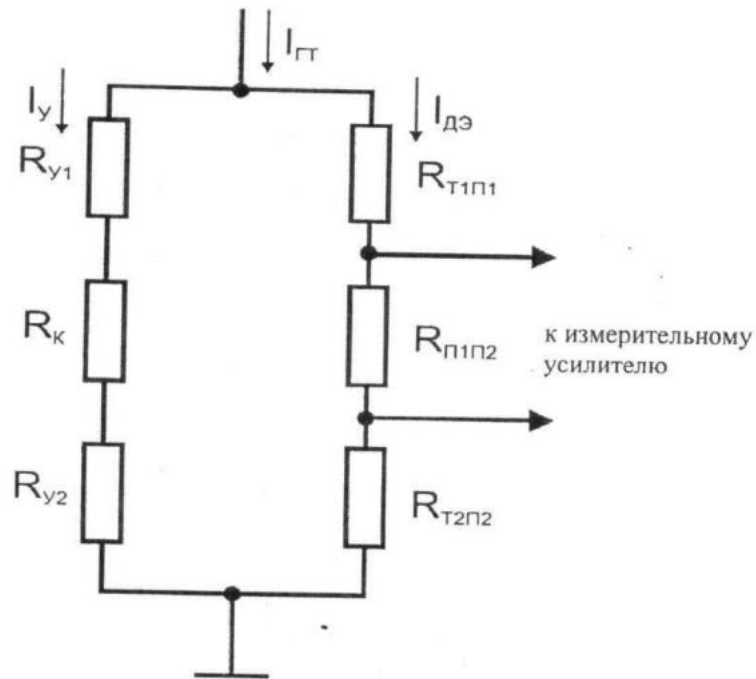 I_ГТ
I_У
I_ДЭ
R_У1
R_Т1П1
R_К
R_П1П2
к измерительному
усилителю
R_У2
R_Т2П2